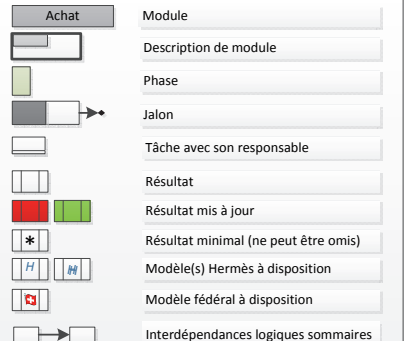 Achat Module
Description de module
Phase
Jalon
Tâche avec son responsable
Résultat
Résultat mis à jour
* Résultat minimal (ne peut être omis)
H H Modèle(s) Hermès à disposition
Modèle fédéral à disposition
Interdépendances logiques sommaires